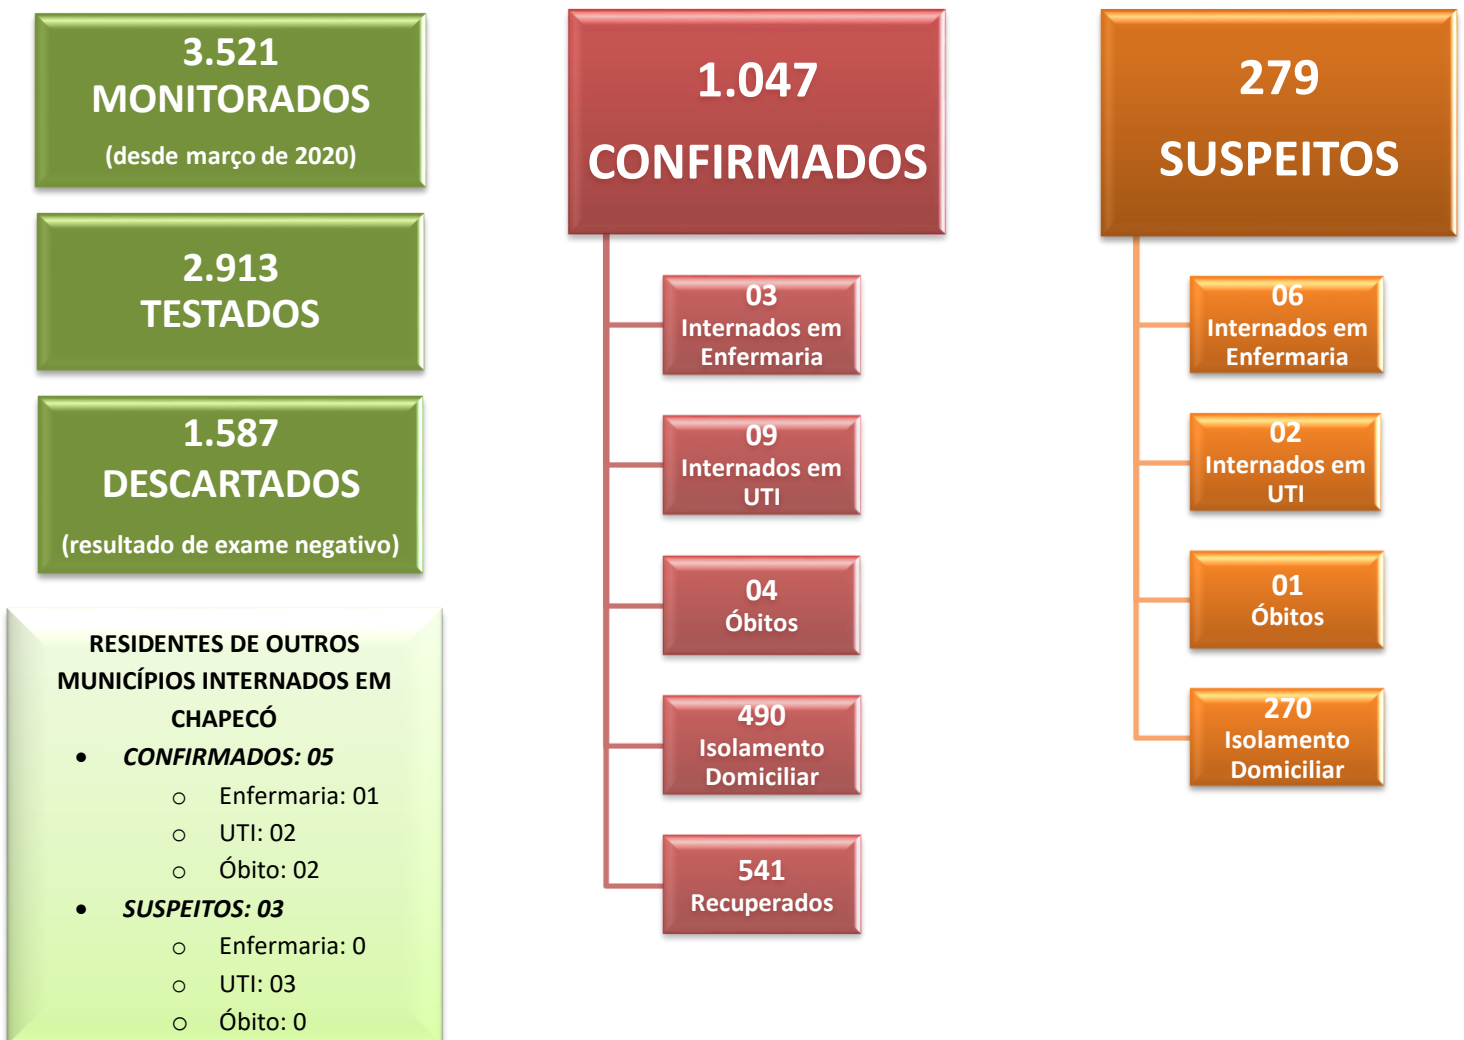 3.521
MONITORADOS
(desde março de 2020)
2.913
TESTADOS
1.587
DESCARTADOS
(resultado de exame negativo)
RESIDENTES DE OUTROS
MUNICÍPIOS INTERNADOS EM
CHAPECÓ
• CONFIRMADOS: 05
o Enfermaria: 01
o UTI: 02
o Óbito: 02
• SUSPEITOS: 03
o Enfermaria: 0
o UTI: 03
o Óbito: 0
1.047
CONFIRMADOS
03
Internados em
Enfermaria
09
Internados em
UTI
04
Óbitos
490
Isolamento
Domiciliar
541
Recuperados
279
SUSPEITOS
06
Internados em
Enfermaria
02
Internados em
UTI
01
Óbitos
270
Isolamento
Domiciliar